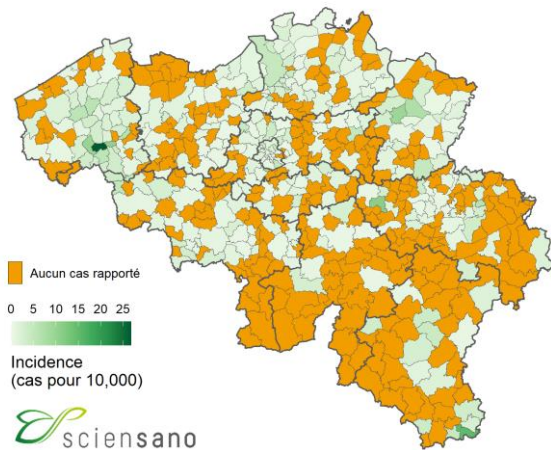 Aucun cas rapporté
0 5 10 15 20 25
Incidence
(cas pour 10,000)
sciensano